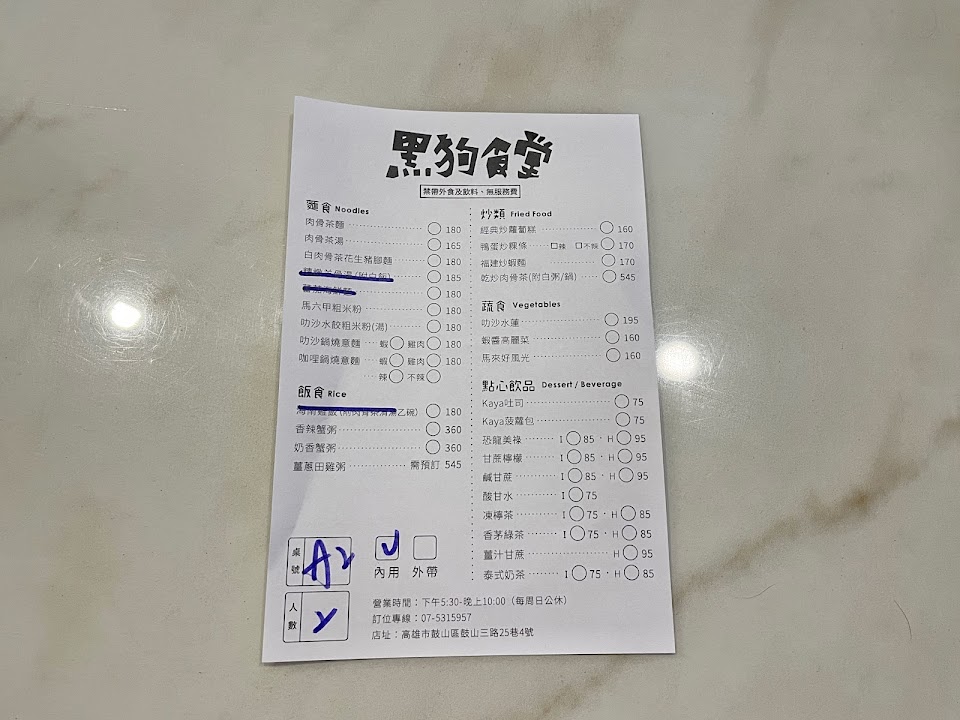 黑狗食堂
禁帶外食及飲料、無服務費
麵食 Noodles
肉骨茶麵 180
肉骨茶湯 165
白肉骨茶花生豬腳麵 180
185
180
馬六甲粗米粉 180
叻沙水餃粗米粉(湯) 180
叻沙鍋燒意麵 蝦 雞肉 180
咖哩鍋燒意麵 蝦 雞肉 180
辣 不辣
飯食 Rice
海南雞飯(附肉骨茶清湯乙碗) 180
香辣蟹粥 360
奶香蟹粥 360
薑蔥田雞粥 需預訂 545
炒類 Fried Food
經典炒蘿蔔糕 160
鴨蛋炒粿條 辣 不辣 170
福建炒蝦麵 170
乾炒肉骨茶(附白粥/鍋) 545
蔬食 Vegetables
叻沙水蓮 195
蝦醬高麗菜 160
馬來好風光 160
點心飲品 Dessert / Beverage
Kaya吐司 75
Kaya菠蘿包 75
恐龍美祿 I 85 · H 95
甘蔗檸檬 I 85 · H 95
鹹甘蔗 I 85 · H 95
酸甘水 I 75
凍檸茶 I 75 · H 85
香茅綠茶 I 75 · H 85
薑汁甘蔗 H 95
泰式奶茶 I 75 · H 85
桌號 A2
內用 外帶
人數 2
營業時間：下午5:30-晚上10:00（每周日公休）
訂位專線：07-5315957
店址：高雄市鼓山區鼓山三路25巷4號